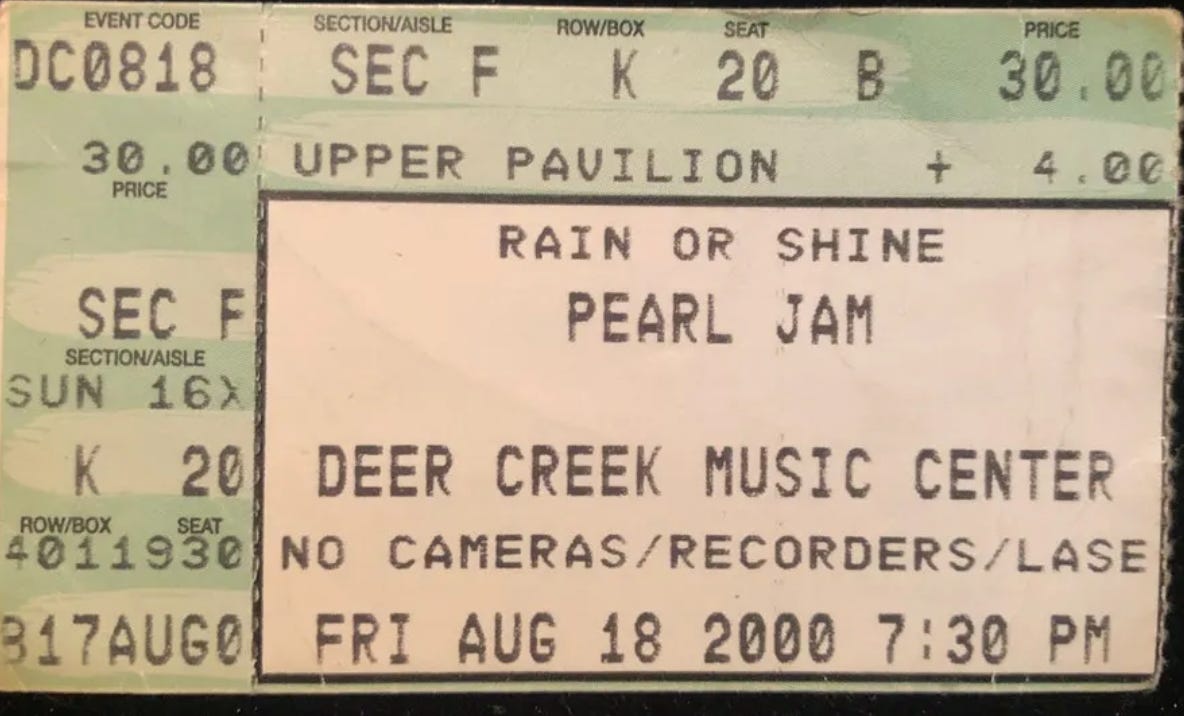 EVENT CODE
DC0818
30.00
PRICE
SEC F
SECTION/AISLE
SUN 16X
K 20
ROW/BOX SEAT
4011930
B17AUG0
SECTION/AISLE ROW/BOX SEAT PRICE
SEC F K 20 B 30.00
UPPER PAVILION + 4.00
RAIN OR SHINE
PEARL JAM
DEER CREEK MUSIC CENTER
NO CAMERAS/RECORDERS/LASE
FRI AUG 18 2000 7:30 PM